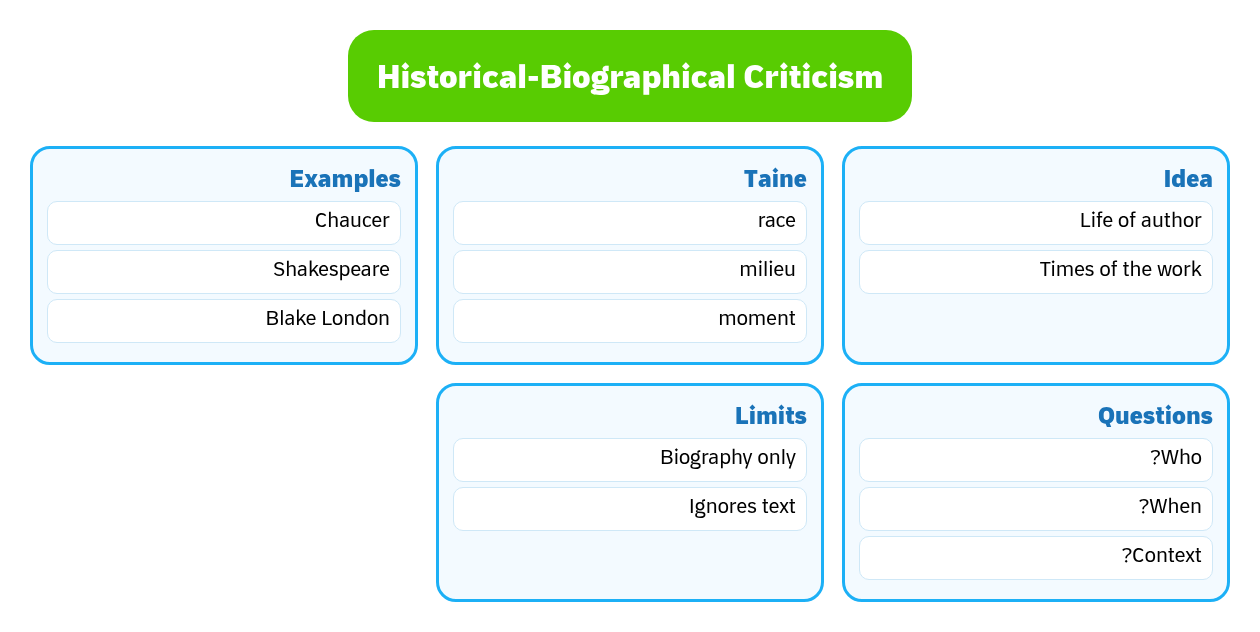 Historical-Biographical Criticism
Idea
Life of author
Times of the work
Taine
race
milieu
moment
Examples
Chaucer
Shakespeare
Blake London
Questions
?Who
?When
?Context
Limits
Biography only
Ignores text